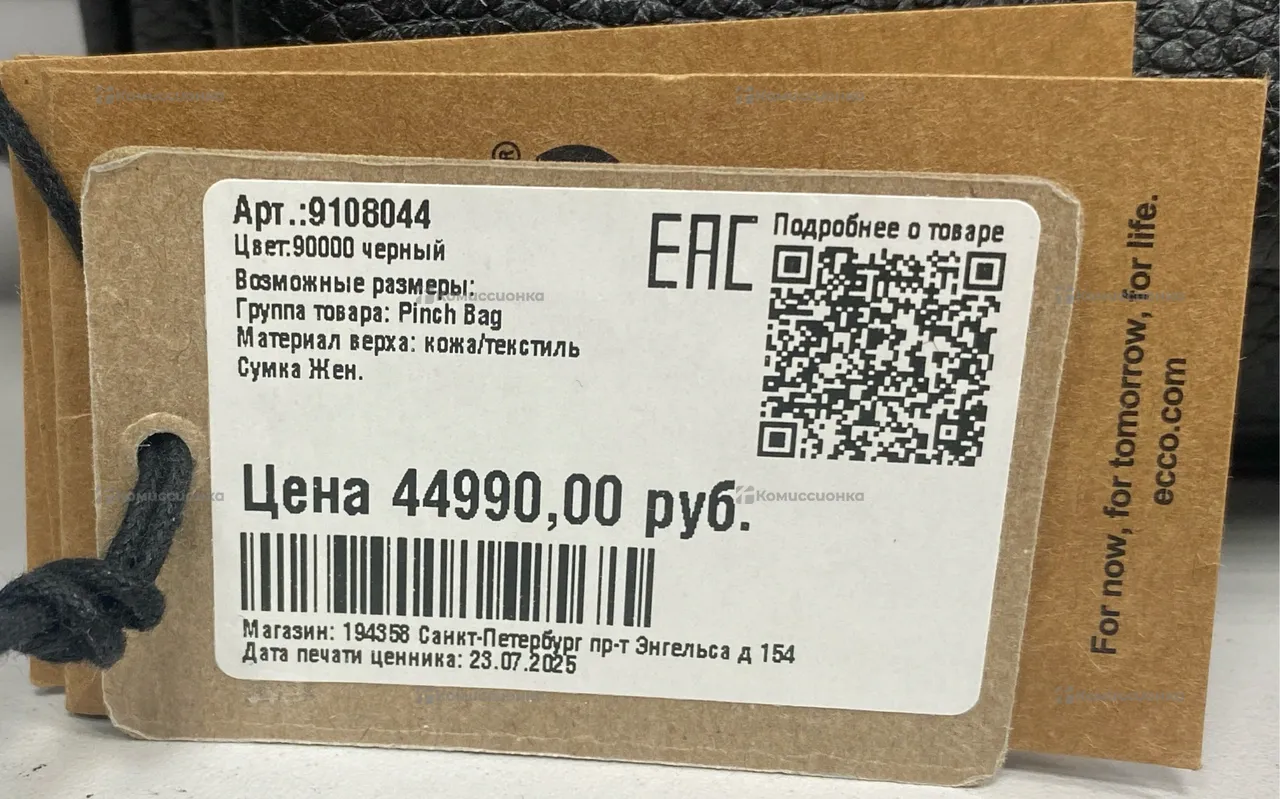 Арт.:9108044
Цвет:90000 черный
Возможные размеры:
Группа товара: Pinch Bag
Материал верха: кожа/текстиль
Сумка Жен.
EAC
Подробнее о товаре
Цена 44990,00 руб.
Магазин: 194358 Санкт-Петербург пр-т Энгельса д 154
Дата печати ценника: 23.07.2025
For now, for tomorrow, for life.
ecco.com
®
Комиссионка
Комиссионка
Комиссионка
Комиссионка